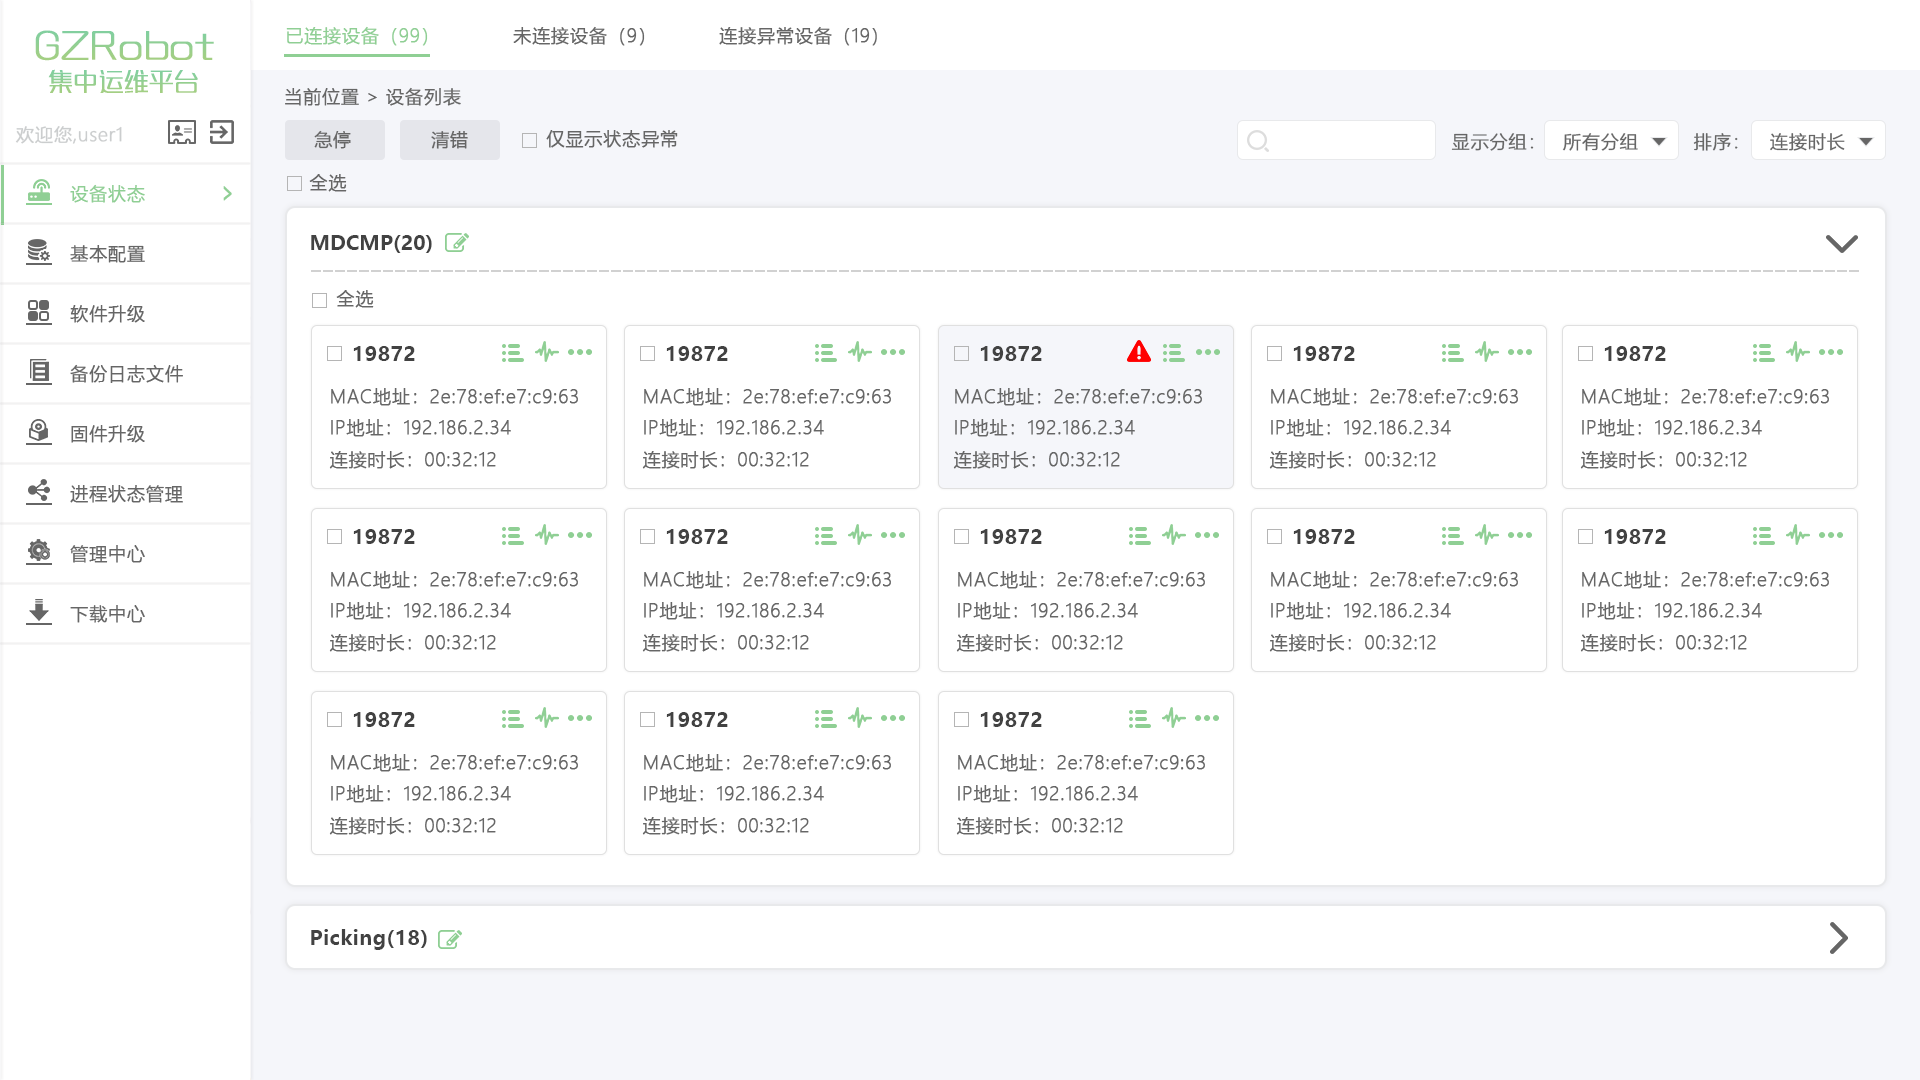 GZRobot
集中运维平台
欢迎您,user1
设备状态
基本配置
软件升级
备份日志文件
固件升级
进程状态管理
管理中心
下载中心
已连接设备（99） 未连接设备（9） 连接异常设备（19）
当前位置 > 设备列表
急停 清错 仅显示状态异常 显示分组： 所有分组 排序： 连接时长
全选
MDCMP(20)
全选
19872 19872 19872 19872 19872
MAC地址：2e:78:ef:e7:c9:63 MAC地址：2e:78:ef:e7:c9:63 MAC地址：2e:78:ef:e7:c9:63 MAC地址：2e:78:ef:e7:c9:63 MAC地址：2e:78:ef:e7:c9:63
IP地址：192.186.2.34 IP地址：192.186.2.34 IP地址：192.186.2.34 IP地址：192.186.2.34 IP地址：192.186.2.34
连接时长：00:32:12 连接时长：00:32:12 连接时长：00:32:12 连接时长：00:32:12 连接时长：00:32:12
19872 19872 19872 19872 19872
MAC地址：2e:78:ef:e7:c9:63 MAC地址：2e:78:ef:e7:c9:63 MAC地址：2e:78:ef:e7:c9:63 MAC地址：2e:78:ef:e7:c9:63 MAC地址：2e:78:ef:e7:c9:63
IP地址：192.186.2.34 IP地址：192.186.2.34 IP地址：192.186.2.34 IP地址：192.186.2.34 IP地址：192.186.2.34
连接时长：00:32:12 连接时长：00:32:12 连接时长：00:32:12 连接时长：00:32:12 连接时长：00:32:12
19872 19872 19872
MAC地址：2e:78:ef:e7:c9:63 MAC地址：2e:78:ef:e7:c9:63 MAC地址：2e:78:ef:e7:c9:63
IP地址：192.186.2.34 IP地址：192.186.2.34 IP地址：192.186.2.34
连接时长：00:32:12 连接时长：00:32:12 连接时长：00:32:12
Picking(18)